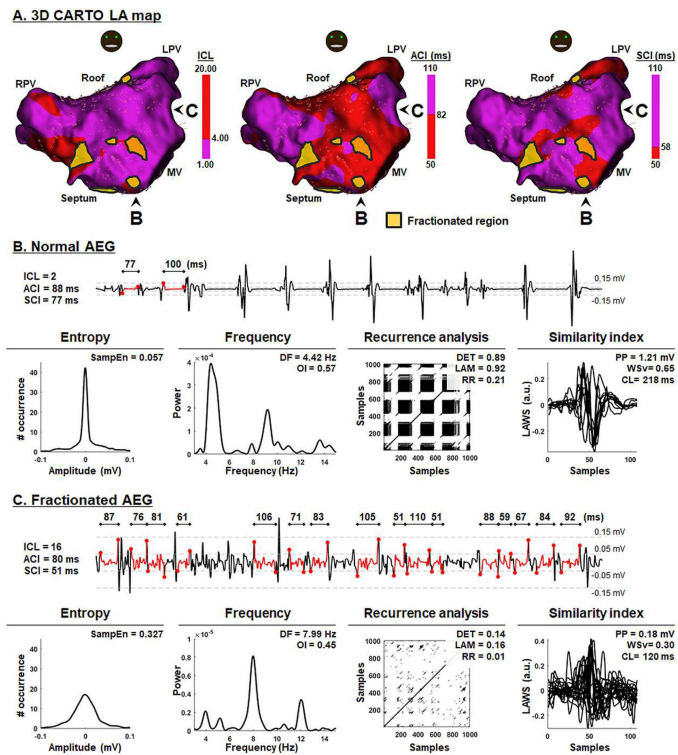 A. 3D CARTO LA map
LPV
ICL
20.00
4.00
1.00
RPV
Roof
C
MV
Septum
B
LPV
ACI (ms)
110
82
50
RPV
Roof
C
MV
Septum
B
LPV
SCI (ms)
110
58
50
RPV
Roof
C
MV
Septum
B
Fractionated region
B. Normal AEG
77 100 (ms)
ICL = 2
ACI = 88 ms
SCI = 77 ms
0.15 mV
-0.15 mV
Entropy
SampEn = 0.057
# occurrence
40
30
20
10
0
-0.1 0 0.1
Amplitude (mV)
Frequency
×10⁻⁴
DF = 4.42 Hz
OI = 0.57
Power
4
3
2
1
0
4 6 8 10 12 14
Frequency (Hz)
Recurrence analysis
DET = 0.89
LAM = 0.92
RR = 0.21
Samples
1000
800
600
400
200
0
0 200 400 600 800 1000
Samples
Similarity index
PP = 1.21 mV
WSv= 0.65
CL= 218 ms
LAWS (a.u.)
0.4
0.2
0
-0.2
0 50 100
Samples
C. Fractionated AEG
87 76 81 61 106 71 83 105 51 110 51 88 59 67 84 92 (ms)
ICL = 16
ACI = 80 ms
SCI = 51 ms
0.15 mV
0.05 mV
-0.05 mV
-0.15 mV
Entropy
SampEn = 0.327
# occurrence
40
30
20
10
0
-0.1 0 0.1
Amplitude (mV)
Frequency
×10⁻⁵
DF = 7.99 Hz
OI = 0.45
Power
1
0.8
0.6
0.4
0.2
0
4 6 8 10 12 14
Frequency (Hz)
Recurrence analysis
DET = 0.14
LAM = 0.16
RR = 0.01
Samples
1000
800
600
400
200
0
0 200 400 600 800 1000
Samples
Similarity index
PP = 0.18 mV
WSv= 0.30
CL= 120 ms
LAWS (a.u.)
0.4
0.2
0
-0.2
0 50 100
Samples